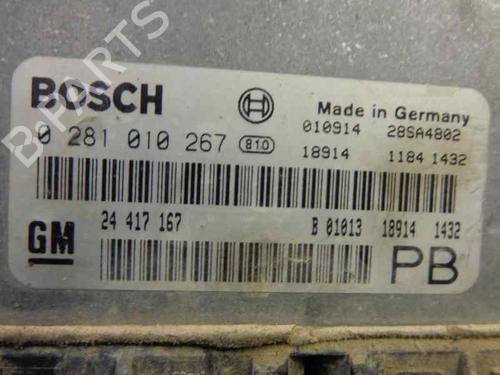 BOSCH
Made in Germany
010914 28SA4802
0 281 010 267 810
18914 1184 1432
24 417 167 B 01013 18914 1432
GM
PB
B-PARTS